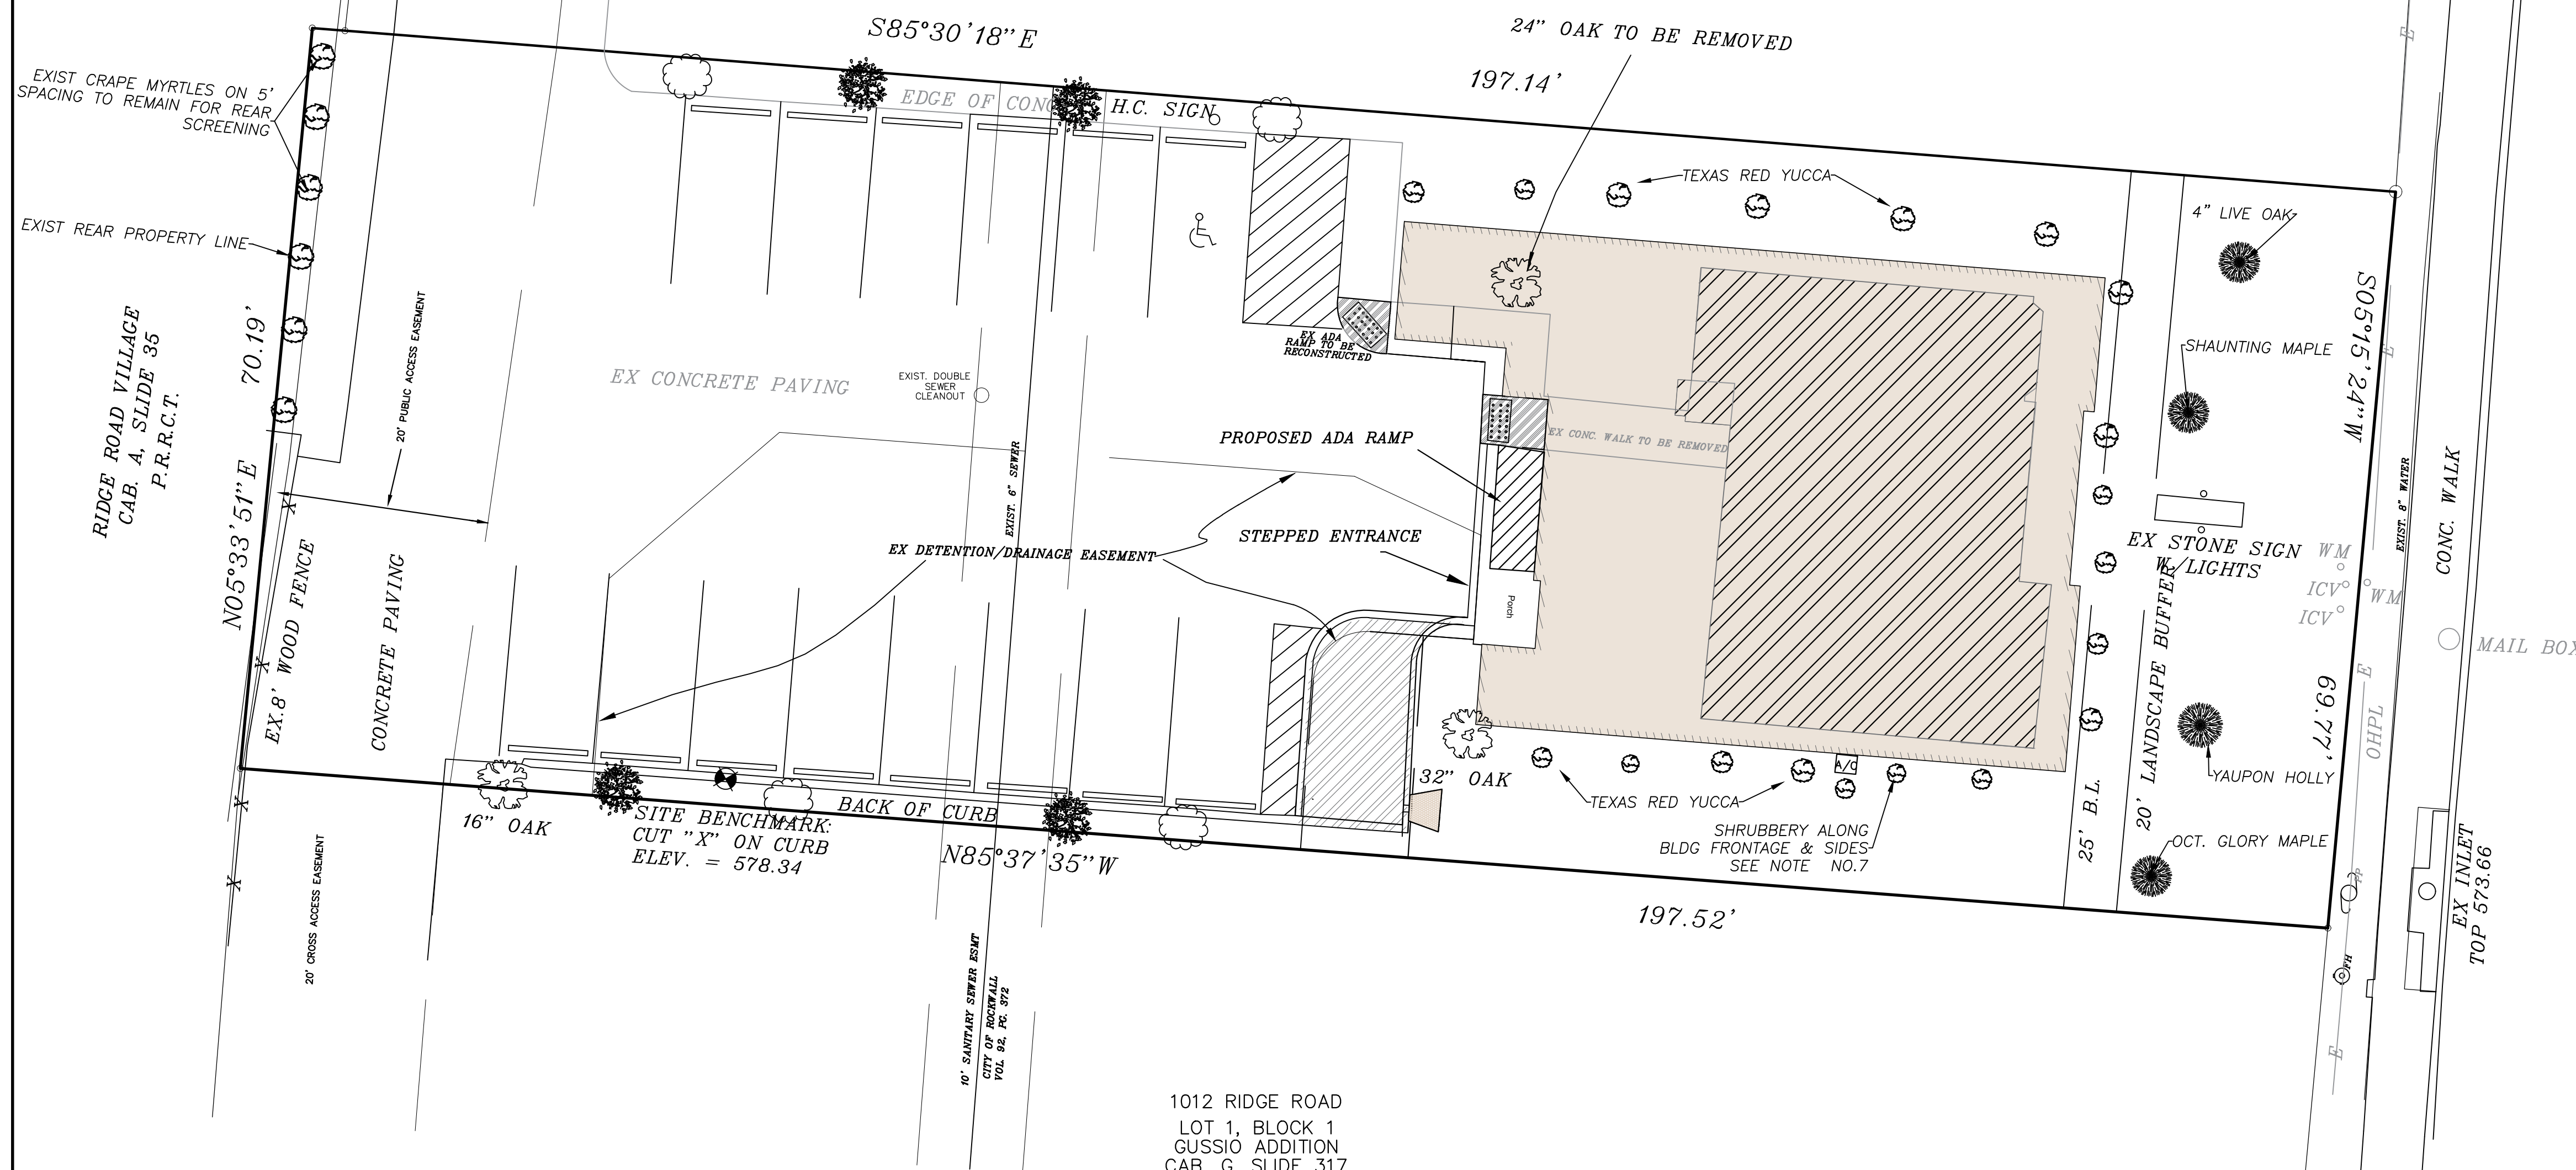 S85°30'18"E
24" OAK TO BE REMOVED
197.14'
EXIST CRAPE MYRTLES ON 5'
SPACING TO REMAIN FOR REAR
SCREENING
EDGE OF CONC
H.C. SIGN
TEXAS RED YUCCA
4" LIVE OAK
EXIST REAR PROPERTY LINE
RIDGE ROAD VILLAGE
CAB. A, SLIDE 35
P.R.R.C.T.
70.19'
N05°33'51"E
20' PUBLIC ACCESS EASEMENT
EX CONCRETE PAVING
EXIST. DOUBLE
SEWER
CLEANOUT
EX ADA
RAMP TO BE
RECONSTRUCTED
SHAUNTING MAPLE
S05°15'24"W
E
E
PROPOSED ADA RAMP
EX CONC. WALK TO BE REMOVED
EXIST. 6" SEWER
STEPPED ENTRANCE
EX DETENTION/DRAINAGE EASEMENT
Porch
EX STONE SIGN
W/LIGHTS
WM
ICV
WM
ICV
EXIST. 8" WATER
CONC. WALK
MAIL BOX
X
EX.8' WOOD FENCE
X
CONCRETE PAVING
20' LANDSCAPE BUFFER
25' B.L.
69.77'
E
OHPL
YAUPON HOLLY
32" OAK
A/C
TEXAS RED YUCCA
SHRUBBERY ALONG
BLDG FRONTAGE & SIDES
SEE NOTE NO.7
OCT. GLORY MAPLE
16" OAK
SITE BENCHMARK:
CUT "X" ON CURB
ELEV. = 578.34
BACK OF CURB
N85°37'35"W
197.52'
X
X
20' CROSS ACCESS EASEMENT
PP
EX INLET
TOP 573.66
FH
E
10' SANITARY SEWER ESMT
CITY OF ROCKWALL
VOL. 92, PG. 372
1012 RIDGE ROAD
LOT 1, BLOCK 1
GUSSIO ADDITION
CAB. G, SLIDE 317